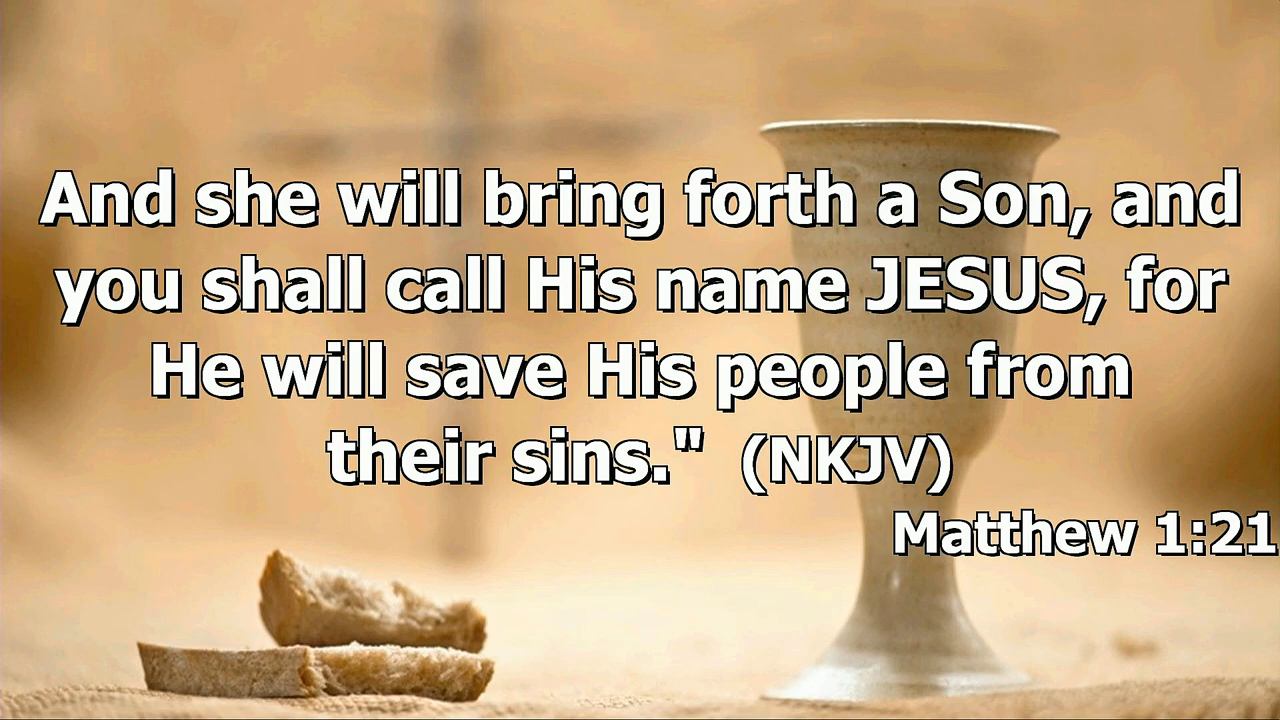 And she will bring forth a Son, and
you shall call His name JESUS, for
He will save His people from
their sins." (NKJV)
Matthew 1:21